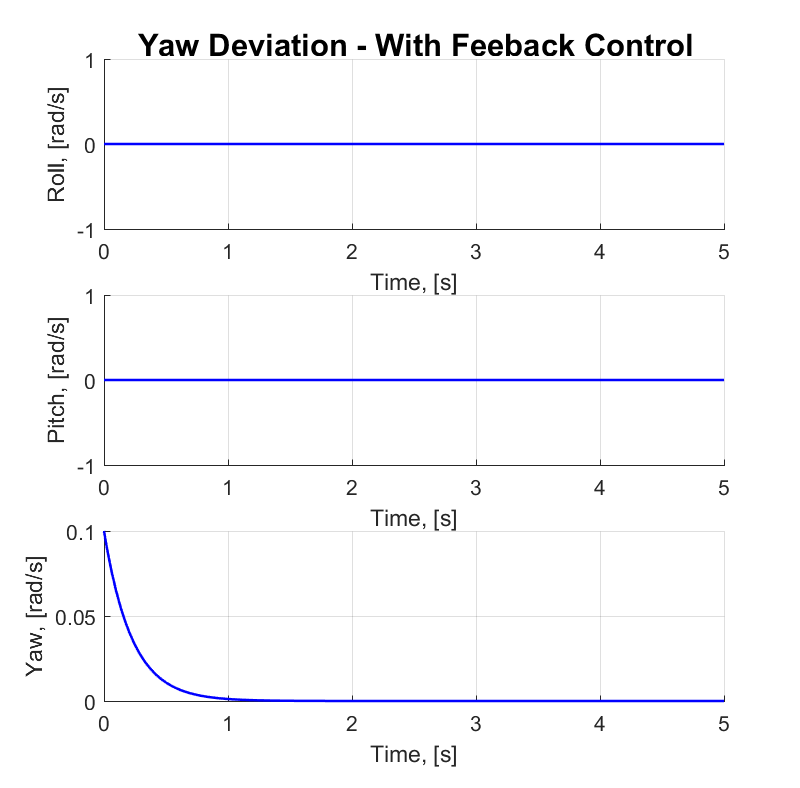 Yaw Deviation - With Feeback Control
1
0
-1
Roll, [rad/s]
0 1 2 3 4 5
Time, [s]
1
0
-1
Pitch, [rad/s]
0 1 2 3 4 5
Time, [s]
0.1
0.05
0
Yaw, [rad/s]
0 1 2 3 4 5
Time, [s]